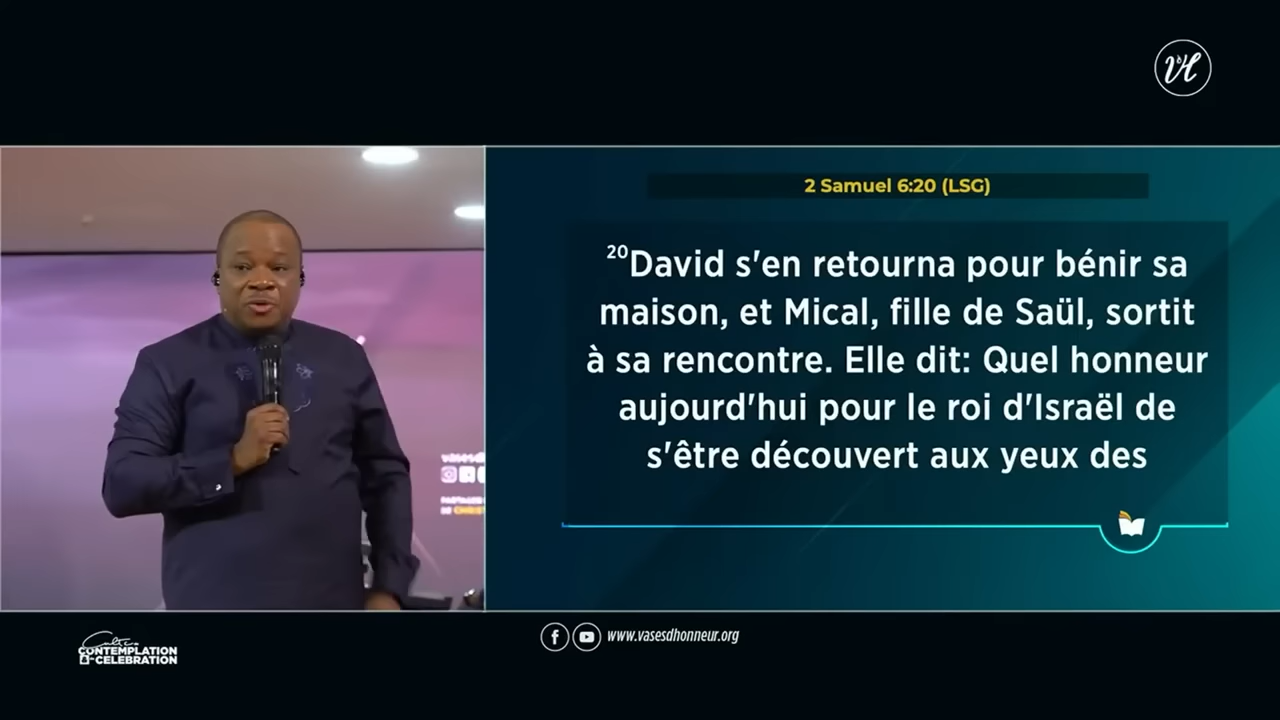 VH
2 Samuel 6:20 (LSG)
20David s'en retourna pour bénir sa
maison, et Mical, fille de Saül, sortit
à sa rencontre. Elle dit: Quel honneur
aujourd'hui pour le roi d'Israël de
s'être découvert aux yeux des
vasesd
Culte
CONTEMPLATION
CELEBRATION
www.vasesdhonneur.org